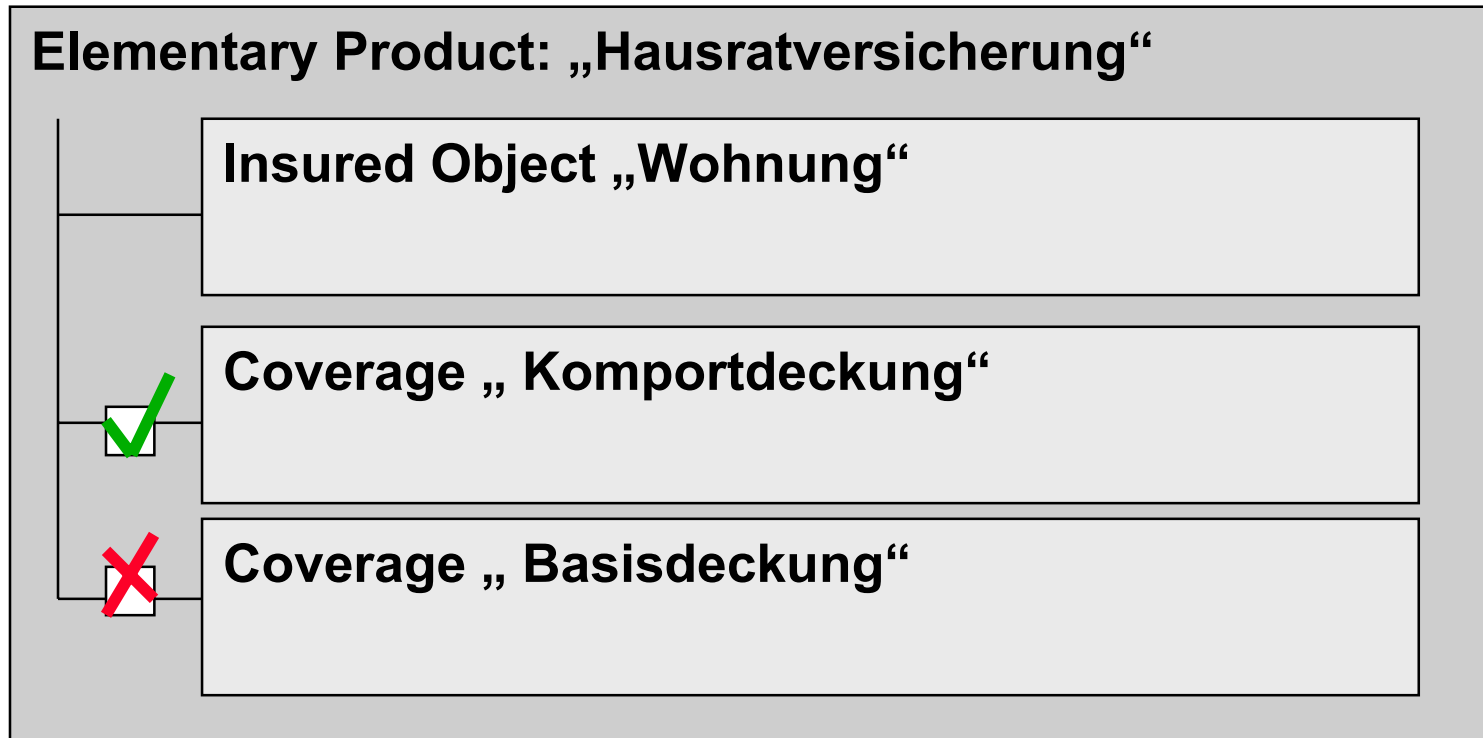 Elementary Product: „Hausratversicherung“
Insured Object „Wohnung“
Coverage „ Komportdeckung“
Coverage „ Basisdeckung“